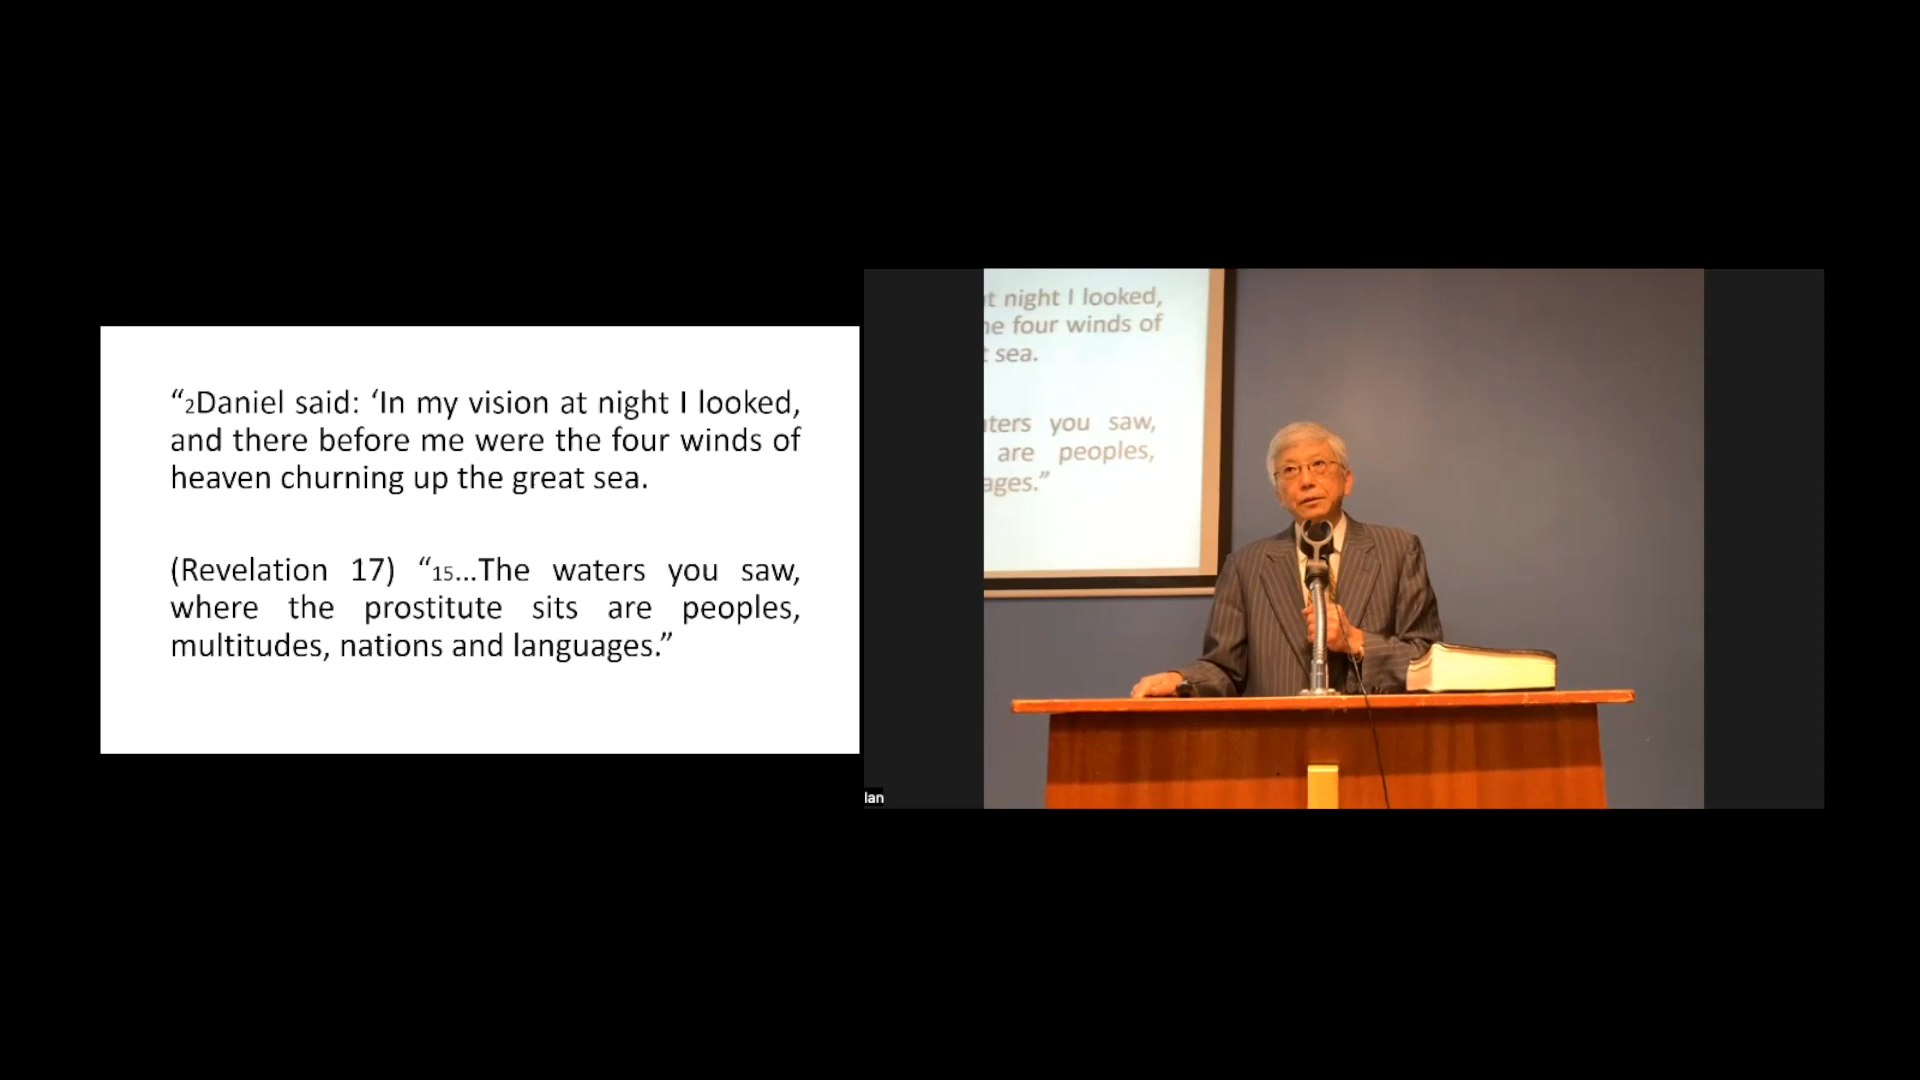 “2Daniel said: ‘In my vision at night I looked,
and there before me were the four winds of
heaven churning up the great sea.
(Revelation 17) “15...The waters you saw,
where the prostitute sits are peoples,
multitudes, nations and languages.”
t night I looked,
he four winds of
t sea.
ters you saw,
are peoples,
ages.”
lan